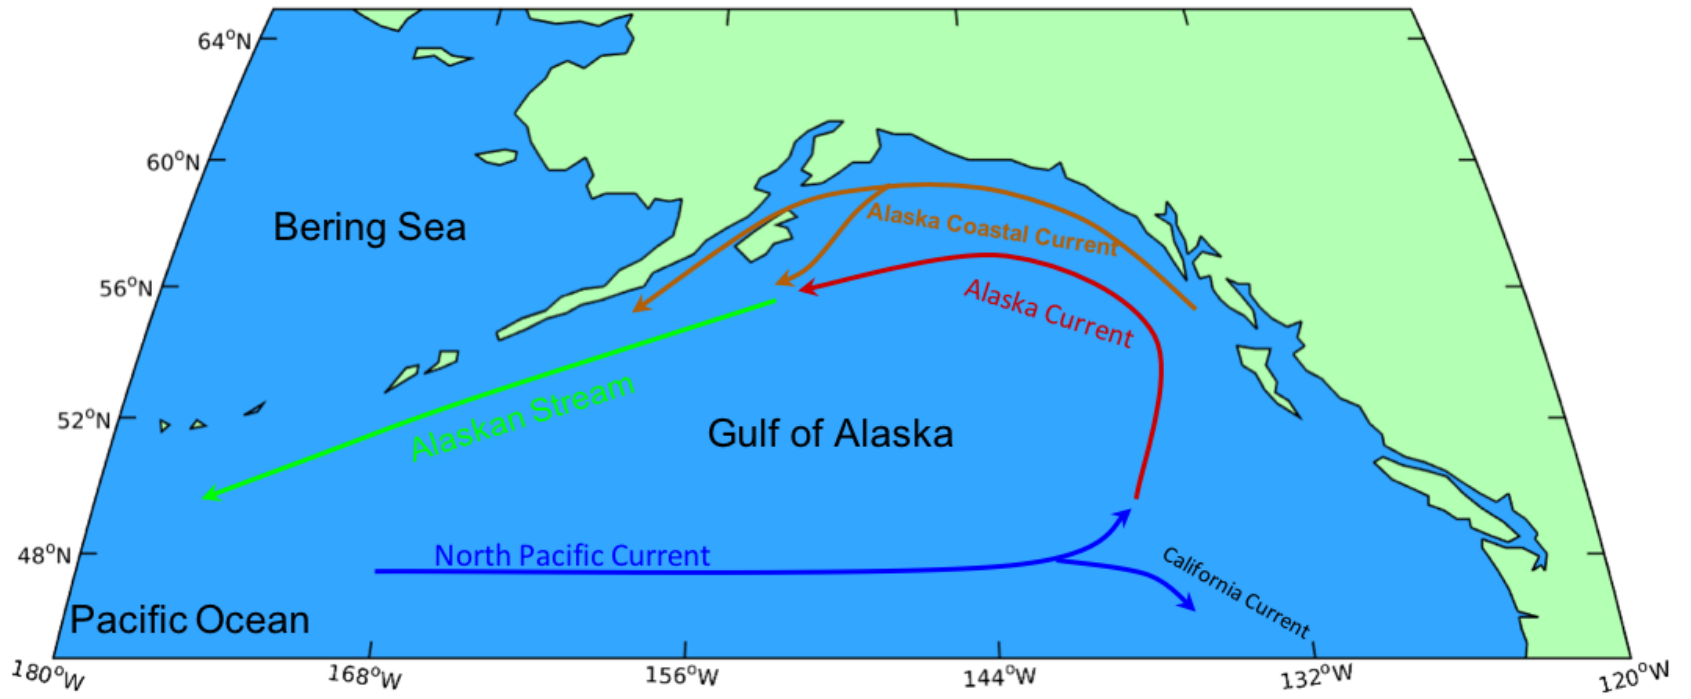 64°N
60°N
Bering Sea
Alaska Coastal Current
56°N
Alaska Current
52°N
Alaskan Stream
Gulf of Alaska
48°N
North Pacific Current
California Current
Pacific Ocean
180°W
168°W
156°W
144°W
132°W
120°W